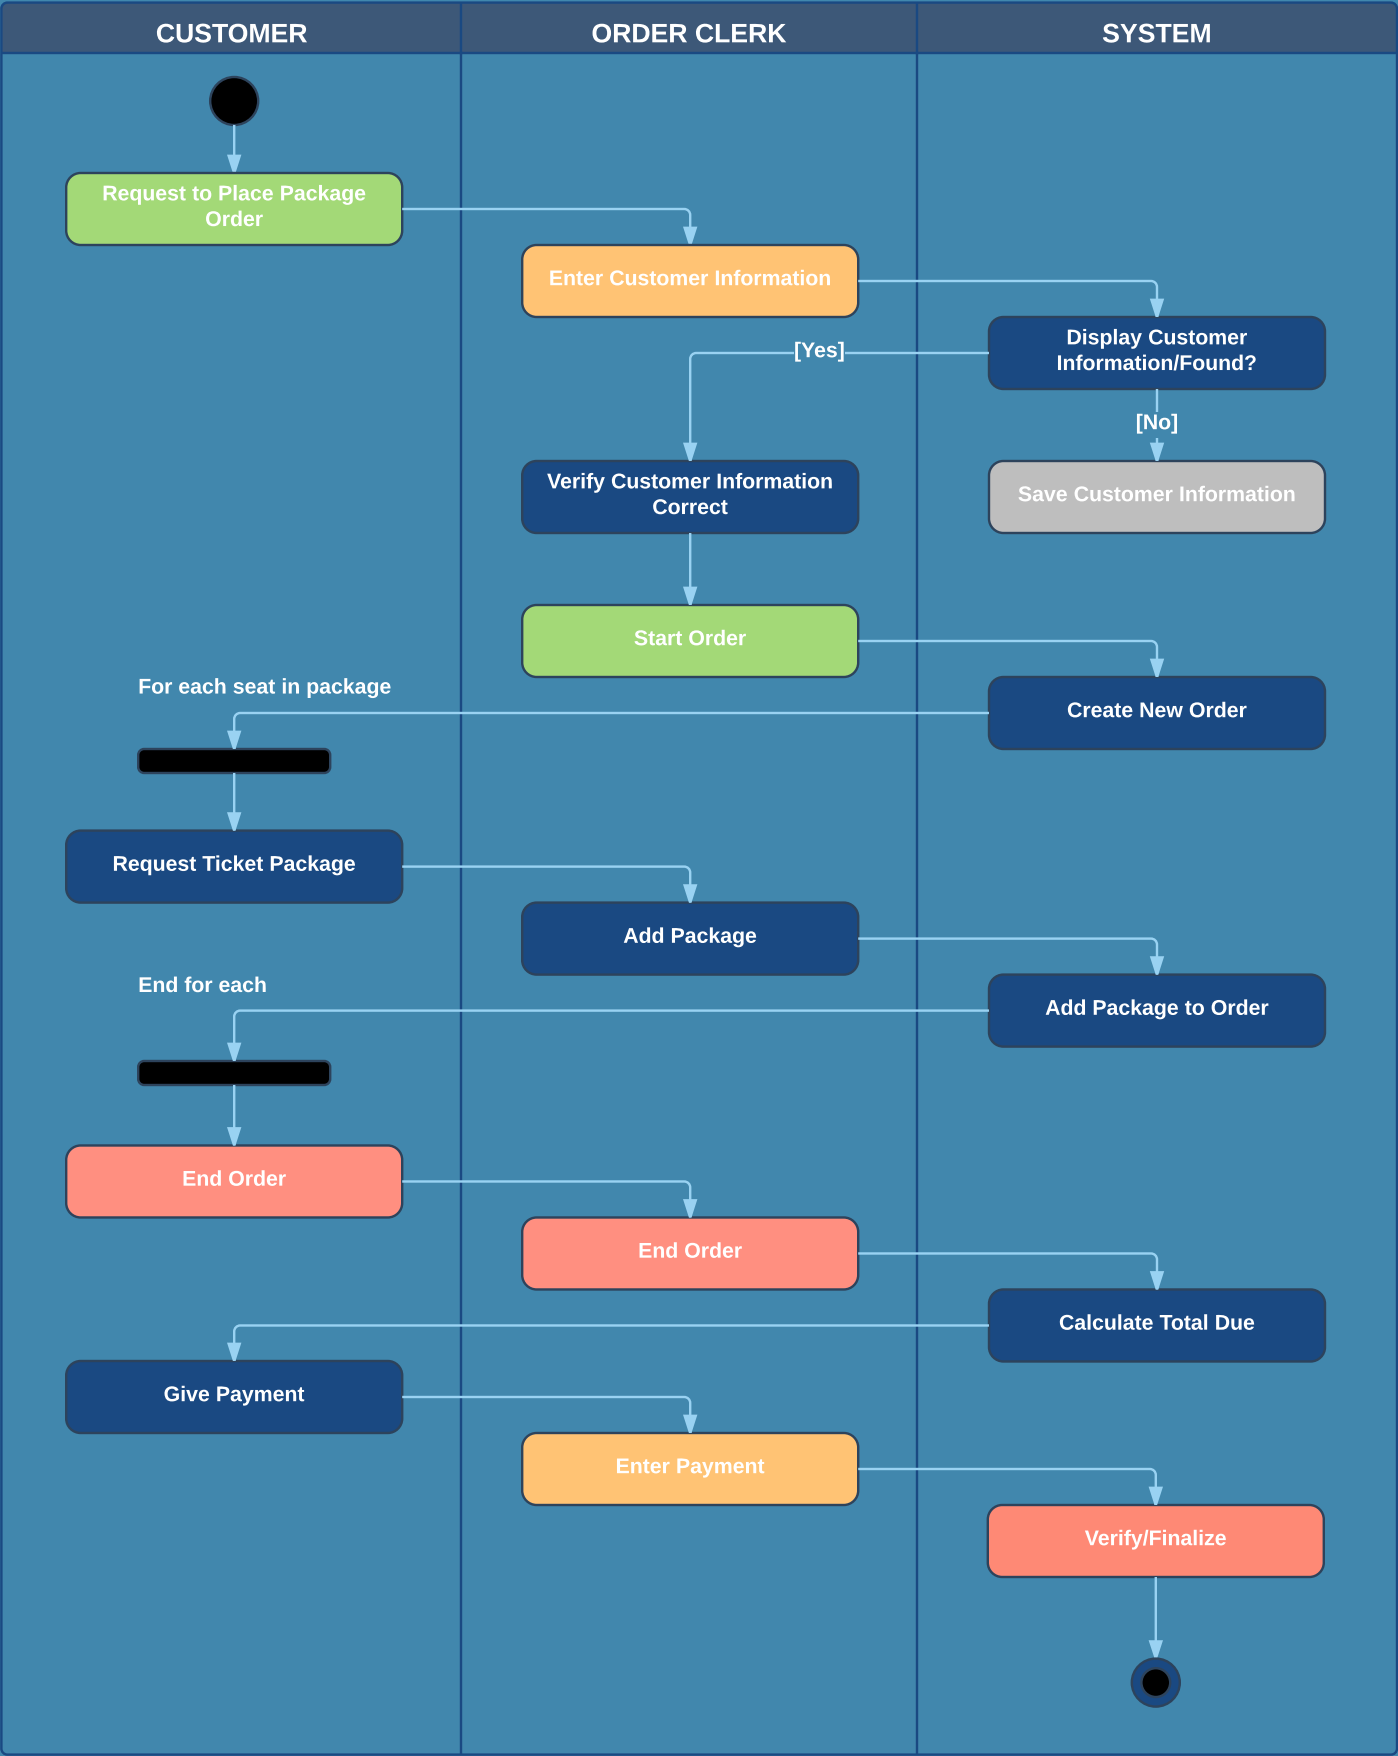 CUSTOMER
ORDER CLERK
SYSTEM
Request to Place Package
Order
Enter Customer Information
Display Customer
Information/Found?
[Yes]
[No]
Verify Customer Information
Correct
Save Customer Information
Start Order
For each seat in package
Create New Order
Request Ticket Package
Add Package
End for each
Add Package to Order
End Order
End Order
Calculate Total Due
Give Payment
Enter Payment
Verify/Finalize